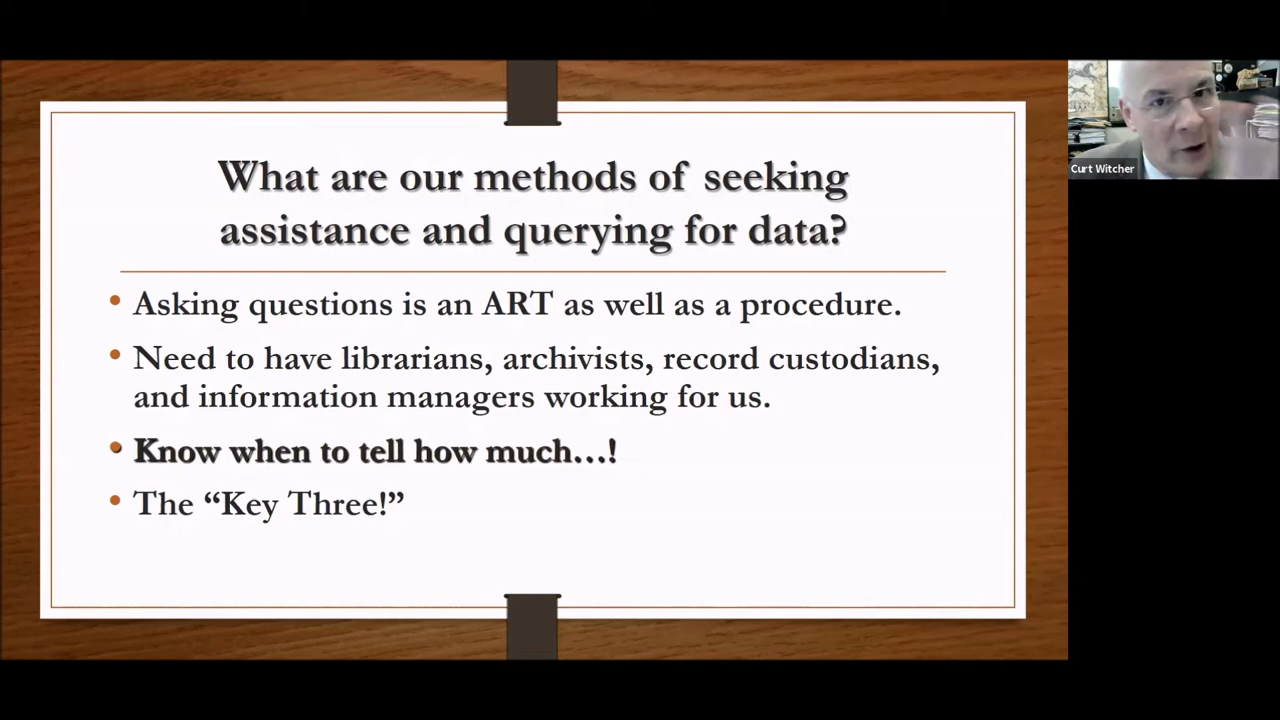 What are our methods of seeking
assistance and querying for data?
• Asking questions is an ART as well as a procedure.
• Need to have librarians, archivists, record custodians,
and information managers working for us.
• Know when to tell how much…!
• The “Key Three!”
Curt Witcher